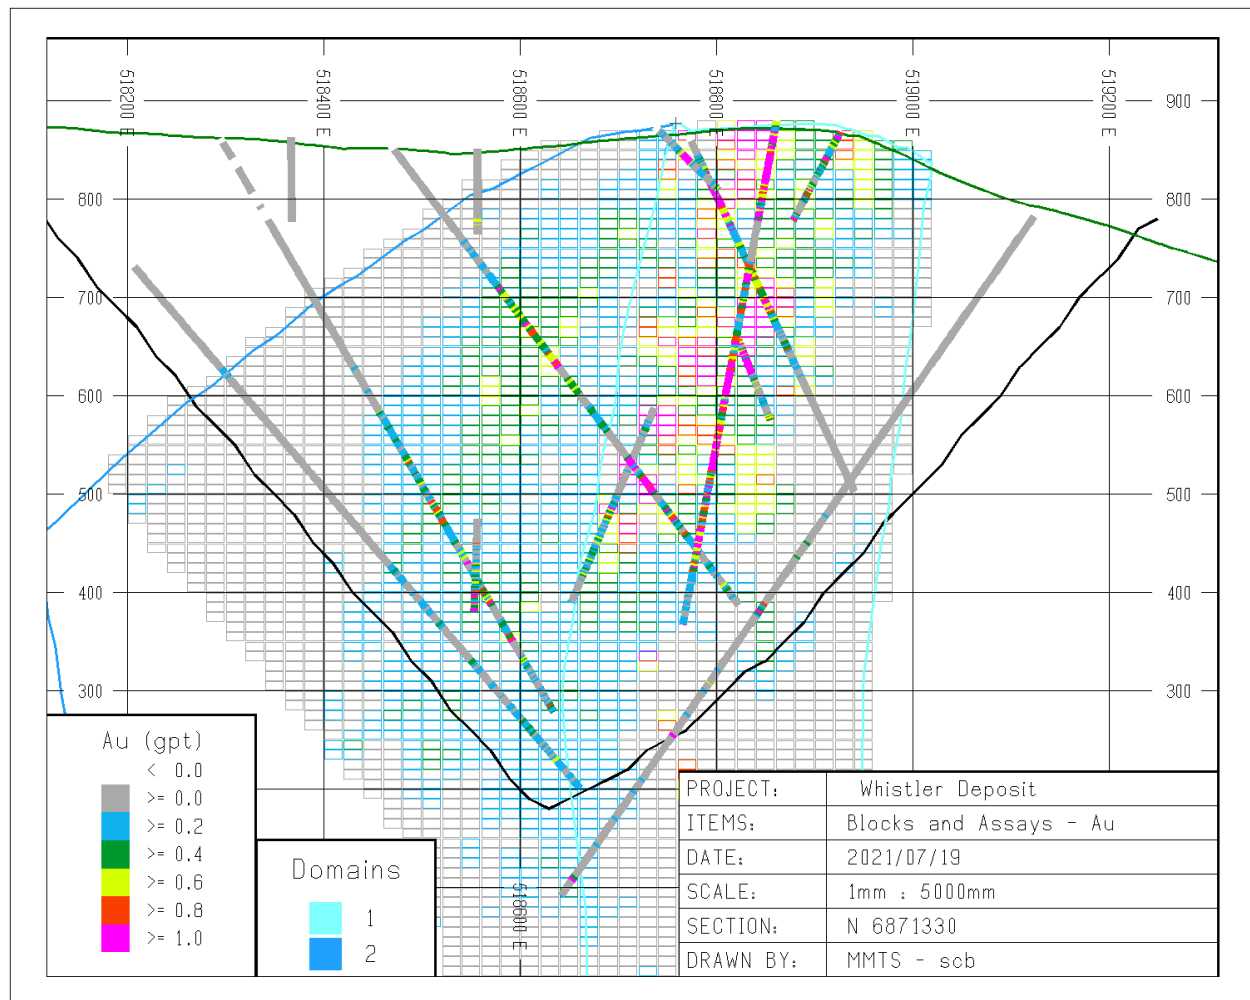 518200 E
518400 E
518600 E
518800 E
519000 E
519200 E
900 900
800 800
700 700
600 600
500 500
400 400
300 300
518600 E
Au (gpt)
< 0.0
>= 0.0
>= 0.2
>= 0.4
>= 0.6
>= 0.8
>= 1.0
Domains
1
2
PROJECT: Whistler Deposit
ITEMS: Blocks and Assays - Au
DATE: 2021/07/19
SCALE: 1mm : 5000mm
SECTION: N 6871330
DRAWN BY: MMTS - scb